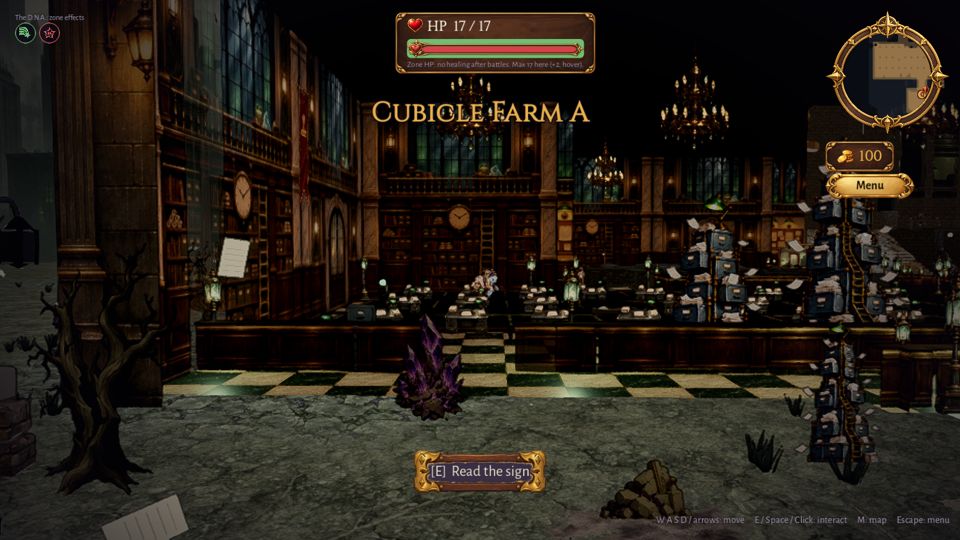 The D.N.A.: zone effects
HP 17 / 17
Zone HP: no healing after battles. Max 17 here (+2, hover).
Cubicle Farm A
100
Menu
[E] Read the sign
W A S D / arrows: move E / Space / Click: interact M: map Escape: menu